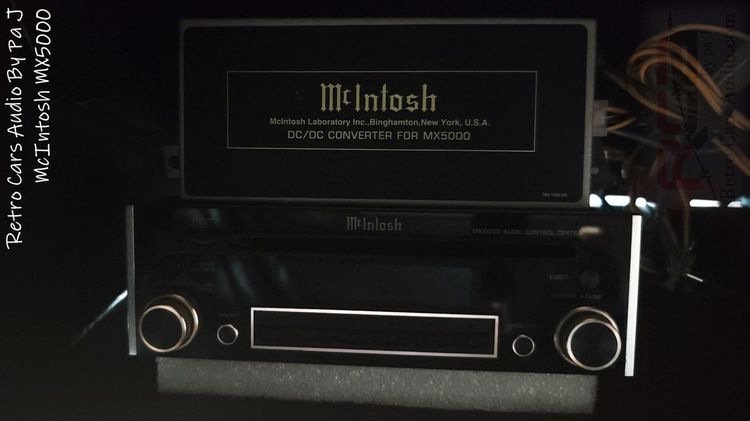 Retro Cars Audio By Pa J
McIntosh MX5000
McIntosh
McIntosh Laboratory Inc.,Binghamton,New York, U.S.A.
DC/DC CONVERTER FOR MX5000
McIntosh
MX5000 AUDIO CONTROL CENTER
EJECT